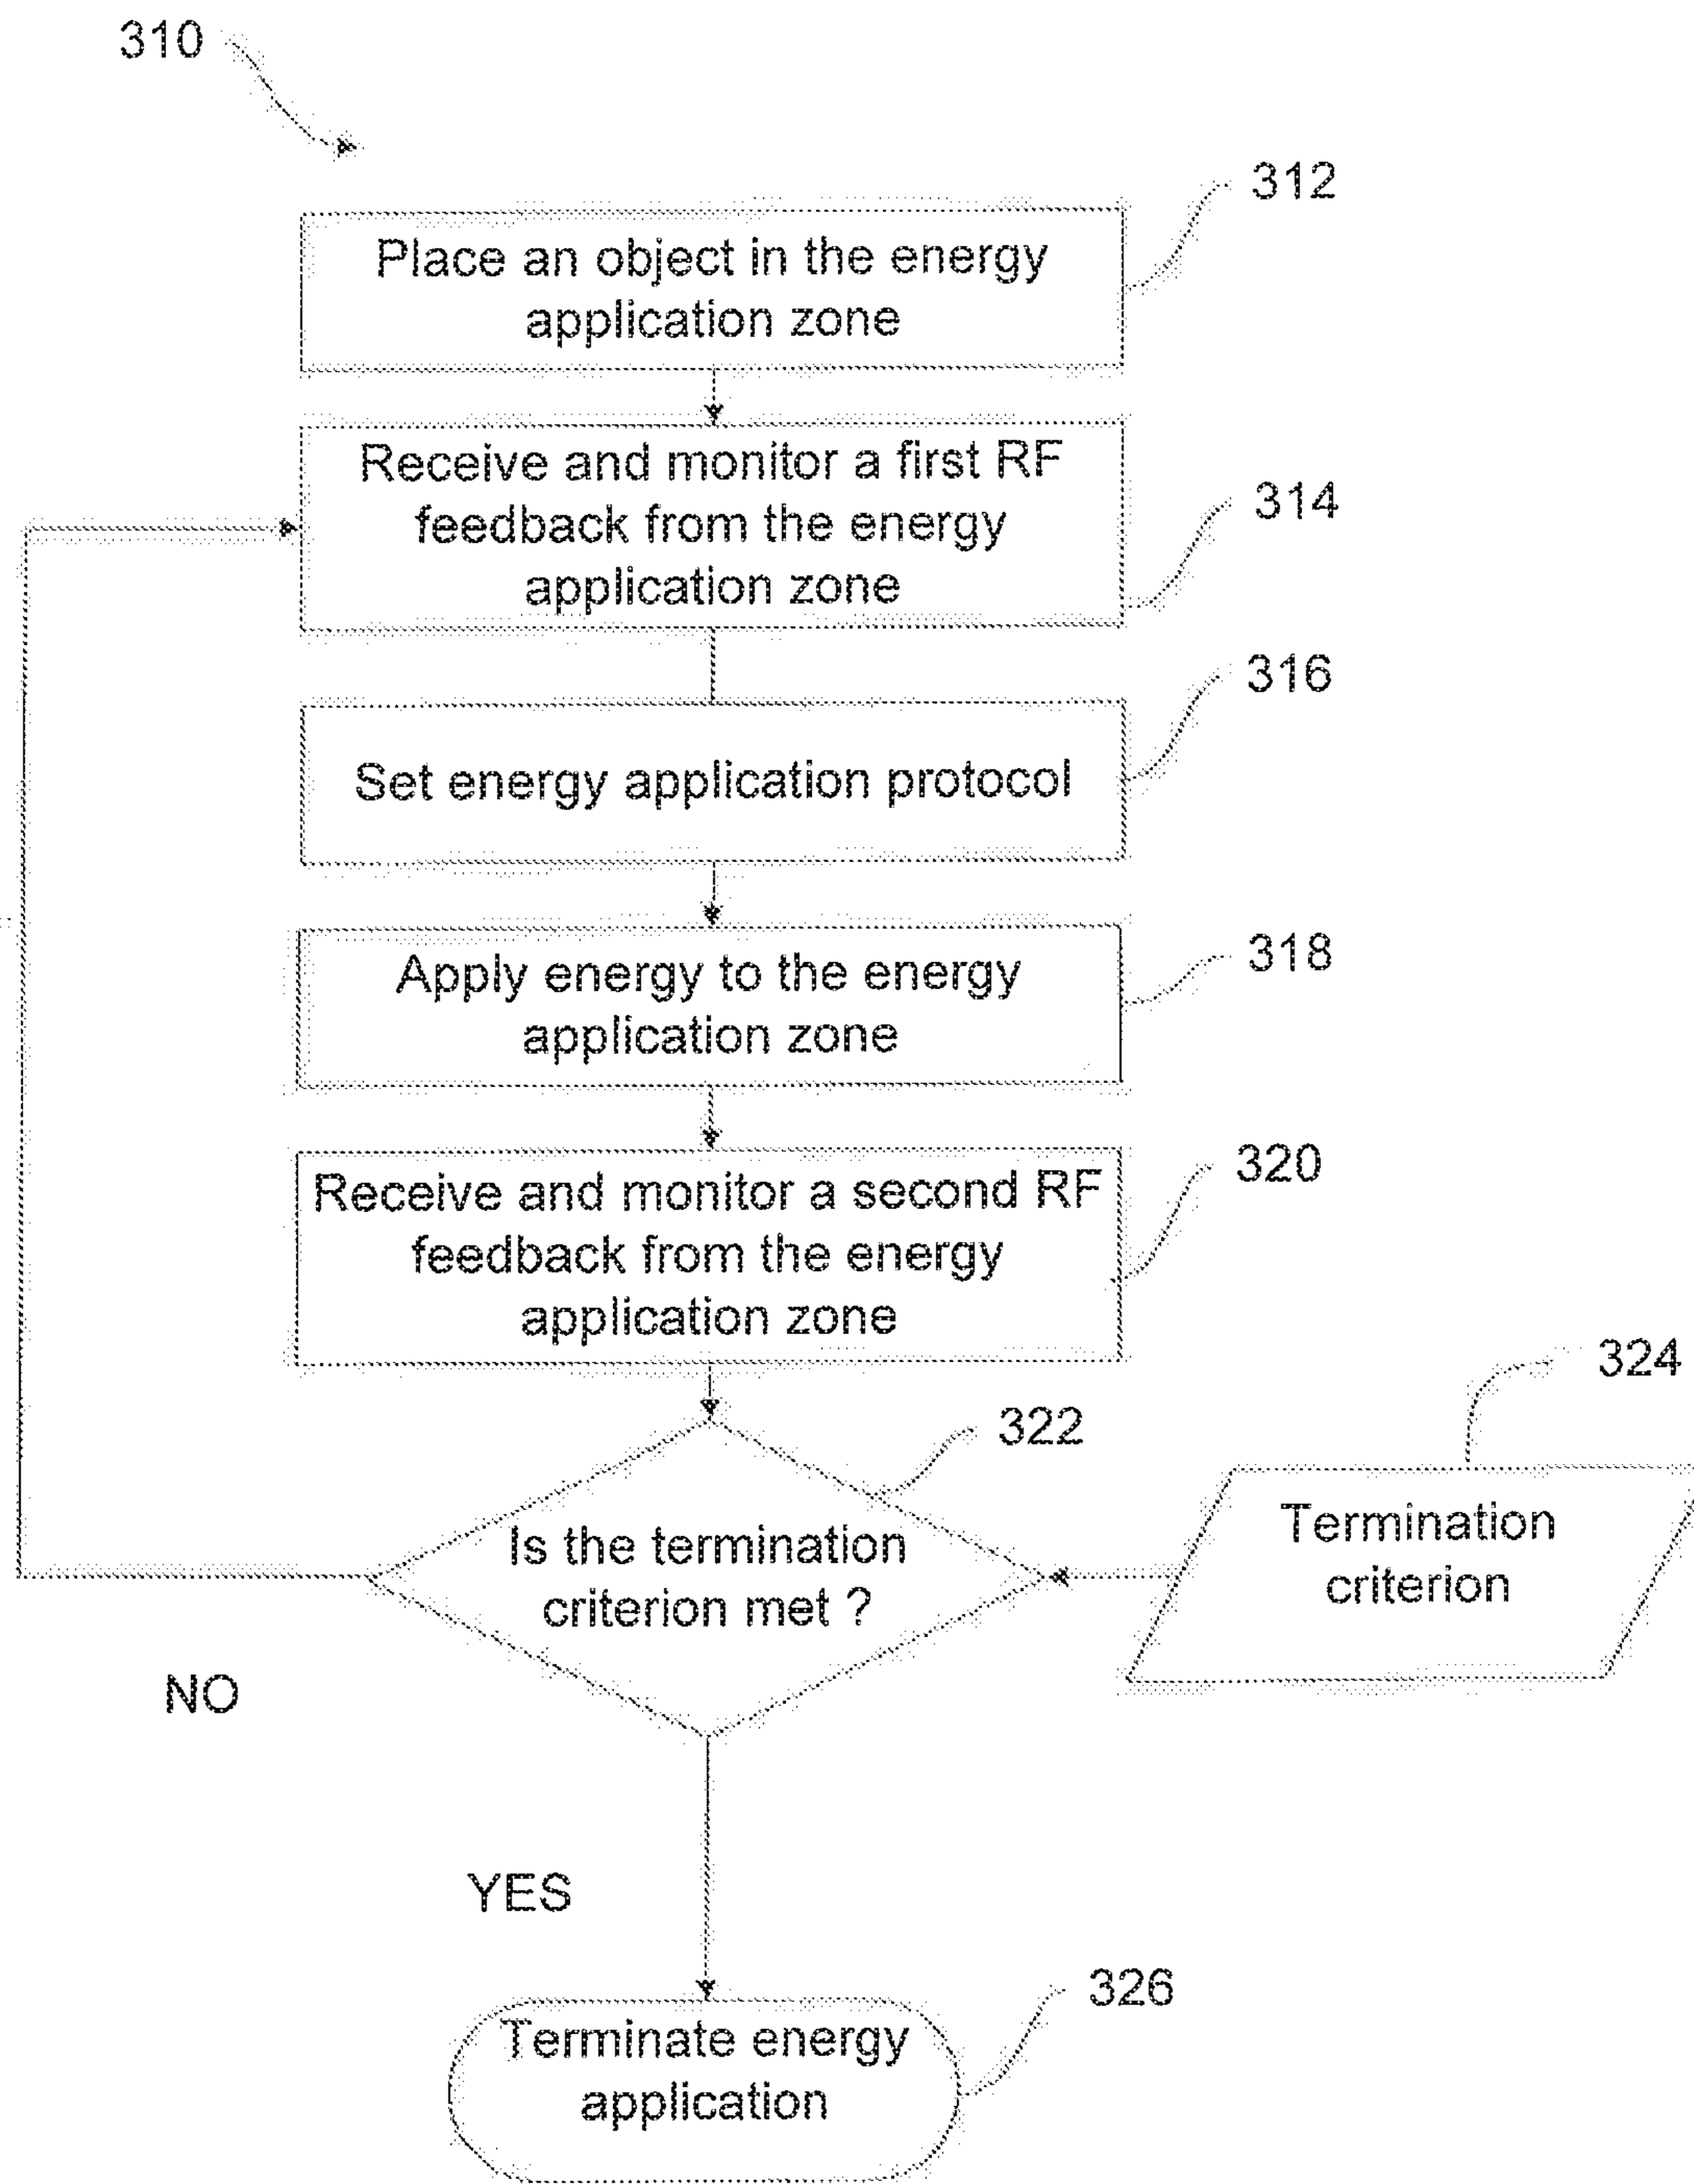 310
312
Place an object in the energy
application zone
Receive and monitor a first RF
feedback from the energy
application zone
314
316
Set energy application protocol
318
Apply energy to the energy
application zone
320
Receive and monitor a second RF
feedback from the energy
application zone
324
322
Is the termination
criterion met ?
Termination
criterion
NO
YES
326
Terminate energy
application